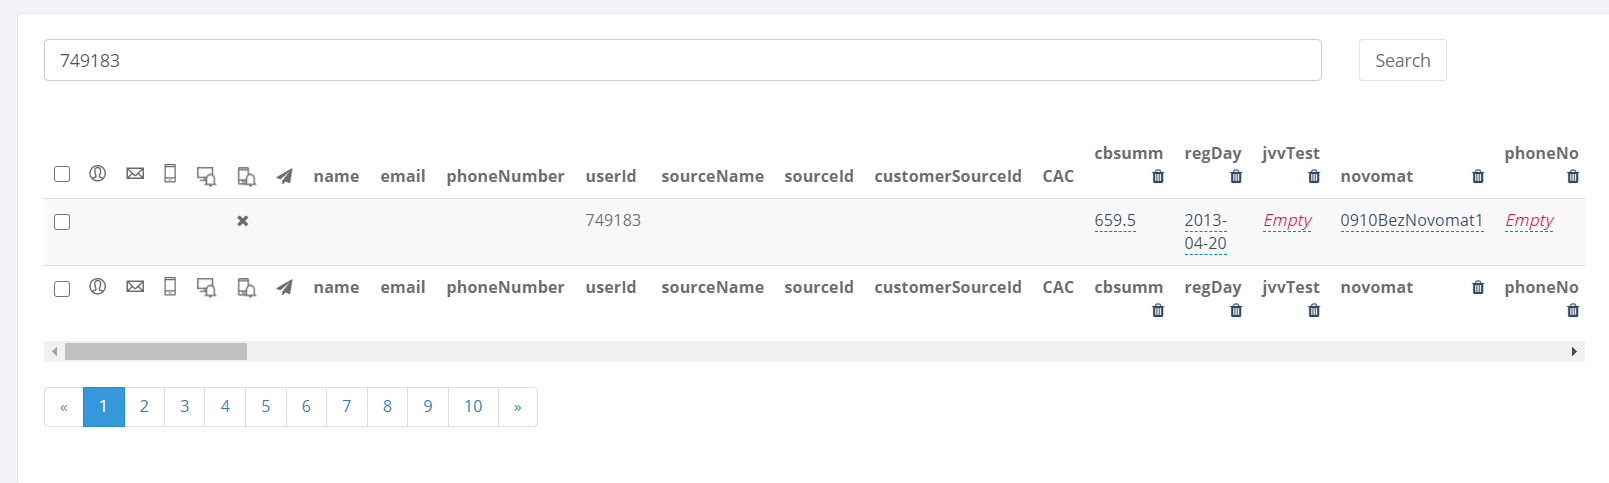 749183
Search
cbsumm regDay jvvTest phoneNo
name email phoneNumber userId sourceName sourceId customerSourceId CAC novomat
749183 659.5 2013- Empty 0910BezNovomat1 Empty
04-20
name email phoneNumber userId sourceName sourceId customerSourceId CAC cbsumm regDay jvvTest novomat phoneNo
« 1 2 3 4 5 6 7 8 9 10 »